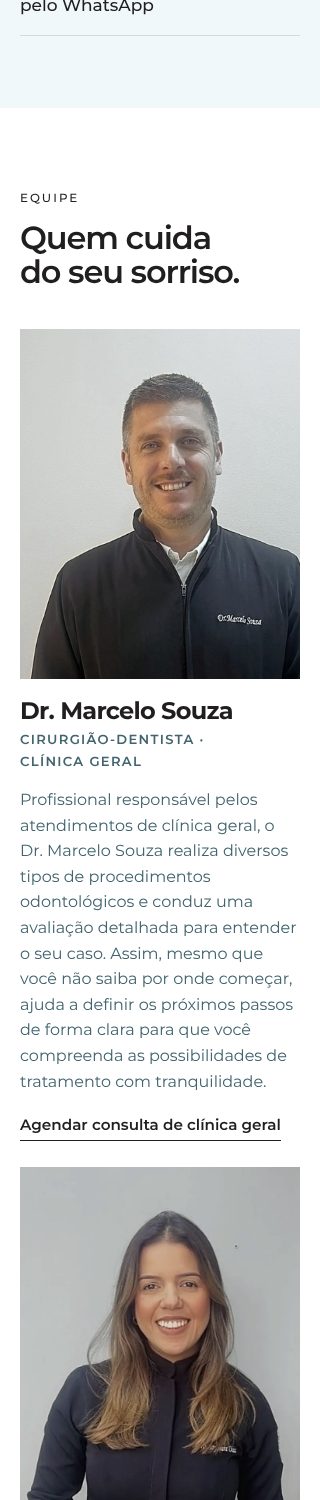 pelo WhatsApp
EQUIPE
Quem cuida
do seu sorriso.
Dr. Marcelo Souza
Dr. Marcelo Souza
CIRURGIÃO-DENTISTA ·
CLÍNICA GERAL
Profissional responsável pelos
atendimentos de clínica geral, o
Dr. Marcelo Souza realiza diversos
tipos de procedimentos
odontológicos e conduz uma
avaliação detalhada para entender
o seu caso. Assim, mesmo que
você não saiba por onde começar,
ajuda a definir os próximos passos
de forma clara para que você
compreenda as possibilidades de
tratamento com tranquilidade.
Agendar consulta de clínica geral